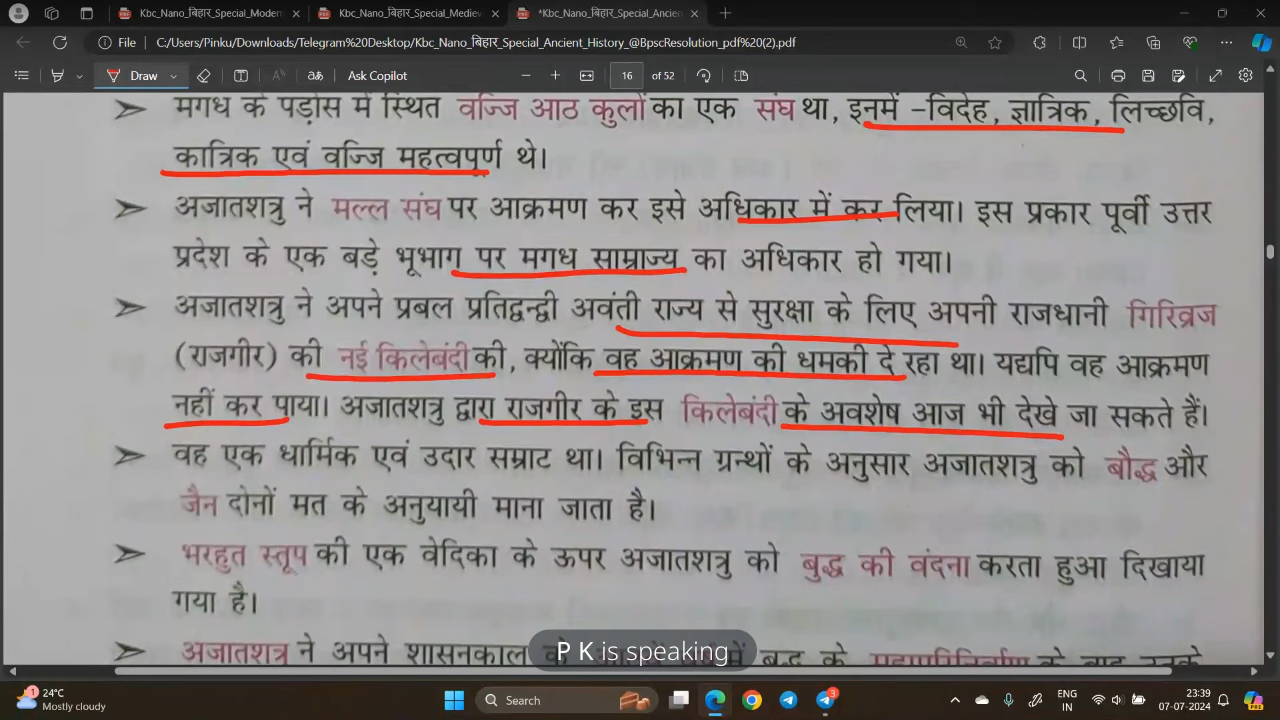 Kbc_Nano_बिहार_Special_Modern
Kbc_Nano_बिहार_Special_Mediev
*Kbc_Nano_बिहार_Special_Ancien
File
C:/Users/Pinku/Downloads/Telegram%20Desktop/Kbc_Nano_बिहार_Special_Ancient_History_@BpscResolution_pdf%20(2).pdf
Draw
Ask Copilot
16 of 52
➢ मगध के पड़ोस में स्थित वज्जि आठ कुलों का एक संघ था, इनमें –विदेह, ज्ञात्रिक, लिच्छवि,
कात्रिक एवं वज्जि महत्वपूर्ण थे।
➢ अजातशत्रु ने मल्ल संघ पर आक्रमण कर इसे अधिकार में कर लिया। इस प्रकार पूर्वी उत्तर
प्रदेश के एक बड़े भूभाग पर मगध साम्राज्य का अधिकार हो गया।
➢ अजातशत्रु ने अपने प्रबल प्रतिद्वन्द्वी अवंती राज्य से सुरक्षा के लिए अपनी राजधानी गिरिव्रज
(राजगीर) की नई किलेबंदी की, क्योंकि वह आक्रमण की धमकी दे रहा था। यद्यपि वह आक्रमण
नहीं कर पाया। अजातशत्रु द्वारा राजगीर के इस किलेबंदी के अवशेष आज भी देखे जा सकते हैं।
➢ वह एक धार्मिक एवं उदार सम्राट था। विभिन्न ग्रन्थों के अनुसार अजातशत्रु को बौद्ध और
जैन दोनों मत के अनुयायी माना जाता है।
➢ भरहुत स्तूप की एक वेदिका के ऊपर अजातशत्रु को बुद्ध की वंदना करता हुआ दिखाया
गया है।
➢ अजातशत्रु ने अपने शासनकाल के में बुद्ध के महापरिनिर्वाण के बाद उनके
P K is speaking
1
24°C
Mostly cloudy
Search
3
ENG
IN
23:39
07-07-2024